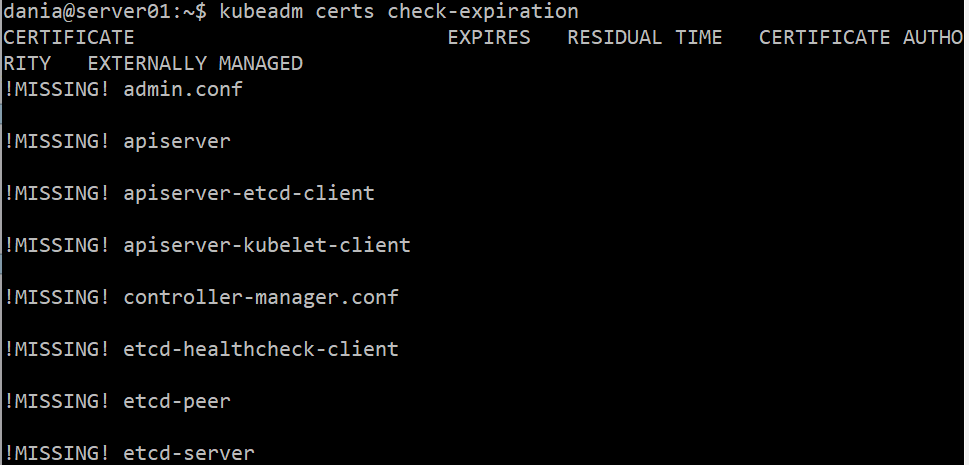 dania@server01:~$ kubeadm certs check-expiration
CERTIFICATE                          EXPIRES   RESIDUAL TIME   CERTIFICATE AUTHO
RITY   EXTERNALLY MANAGED
!MISSING! admin.conf
!MISSING! apiserver
!MISSING! apiserver-etcd-client
!MISSING! apiserver-kubelet-client
!MISSING! controller-manager.conf
!MISSING! etcd-healthcheck-client
!MISSING! etcd-peer
!MISSING! etcd-server